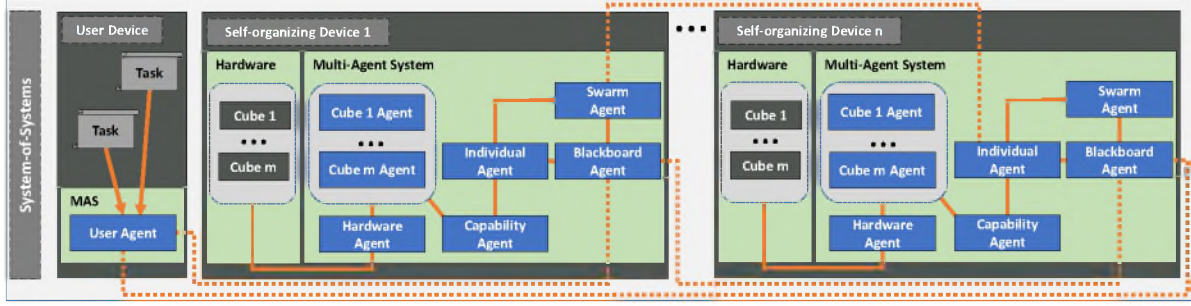 System-of-Systems
User Device
Task
Task
MAS
User Agent
Self-organizing Device 1
Hardware
Cube 1
...
Cube m
Multi-Agent System
Cube 1 Agent
...
Cube m Agent
Hardware
Agent
Swarm
Agent
Individual
Agent
Blackboard
Agent
Capability
Agent
...
Self-organizing Device n
Hardware
Cube 1
...
Cube m
Multi-Agent System
Cube 1 Agent
...
Cube m Agent
Hardware
Agent
Swarm
Agent
Individual
Agent
Blackboard
Agent
Capability
Agent